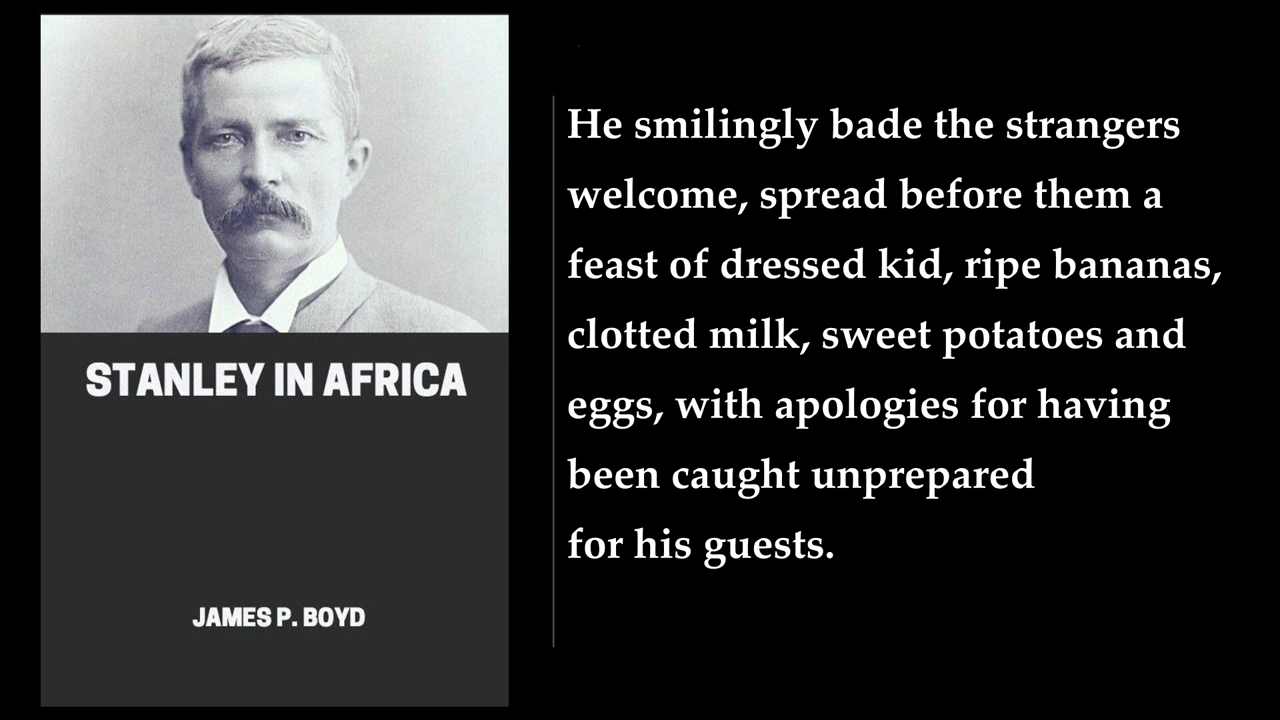 STANLEY IN AFRICA
JAMES P. BOYD
He smilingly bade the strangers
welcome, spread before them a
feast of dressed kid, ripe bananas,
clotted milk, sweet potatoes and
eggs, with apologies for having
been caught unprepared
for his guests.